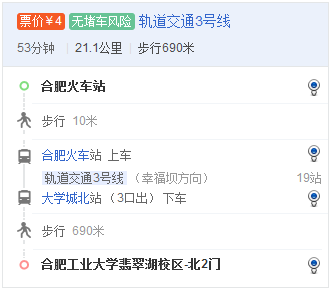 票价¥4 无堵车风险 轨道交通3号线
53分钟 21.1公里 步行690米
合肥火车站
步行 10米
合肥火车站 上车
轨道交通3号线 (幸福坝方向) 19站
大学城北站 (3口出) 下车
步行 690米
合肥工业大学翡翠湖校区-北2门